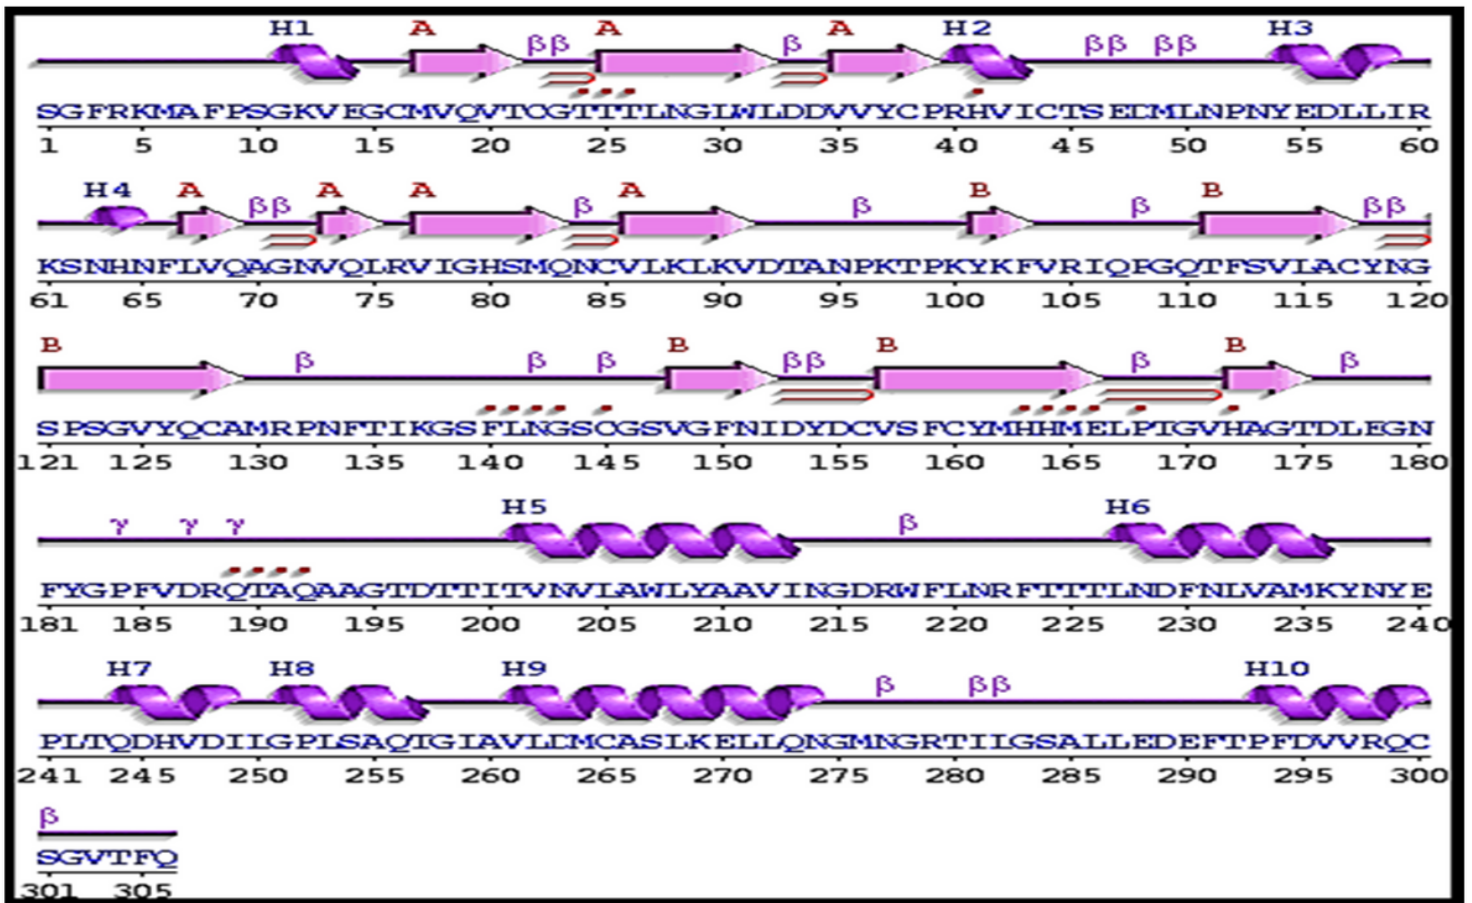 H1 A ββ A β A H2 ββ ββ H3
SGFRKMAFPSGKVEGCMVQVTCGTTTLNGLWLDDVVYCPRHVICTSEDMLNPNYEDLLIR
1 5 10 15 20 25 30 35 40 45 50 55 60
H4 A ββ A A β A β B β B ββ
KSNHNFLVQAGNVQLRVIGHSMQNCVLKLKVDTANPKTPKYKFVRIQPGQTFSVLACYNG
61 65 70 75 80 85 90 95 100 105 110 115 120
B β β β B ββ B β B β
SPSGVYQCAMRPNFTIKGSFLNGSCGSVGFNIDYDCVSFCYMHHMELPTGVHAGTDLEGN
121 125 130 135 140 145 150 155 160 165 170 175 180
γ γ γ H5 β H6
FYGPFVDRQTAQAAGTDTTITVNVLAWLYAAVINGDRWFLNRFTTTLNDFNLVAMKYNYE
181 185 190 195 200 205 210 215 220 225 230 235 240
H7 H8 H9 β ββ H10
PLTQDHVDILGPLSAQTGIAVLDMCASLKELLQNGMNGRTILGSALLEDEFTPFDVVRQC
241 245 250 255 260 265 270 275 280 285 290 295 300
β
SGVTFQ
301 305